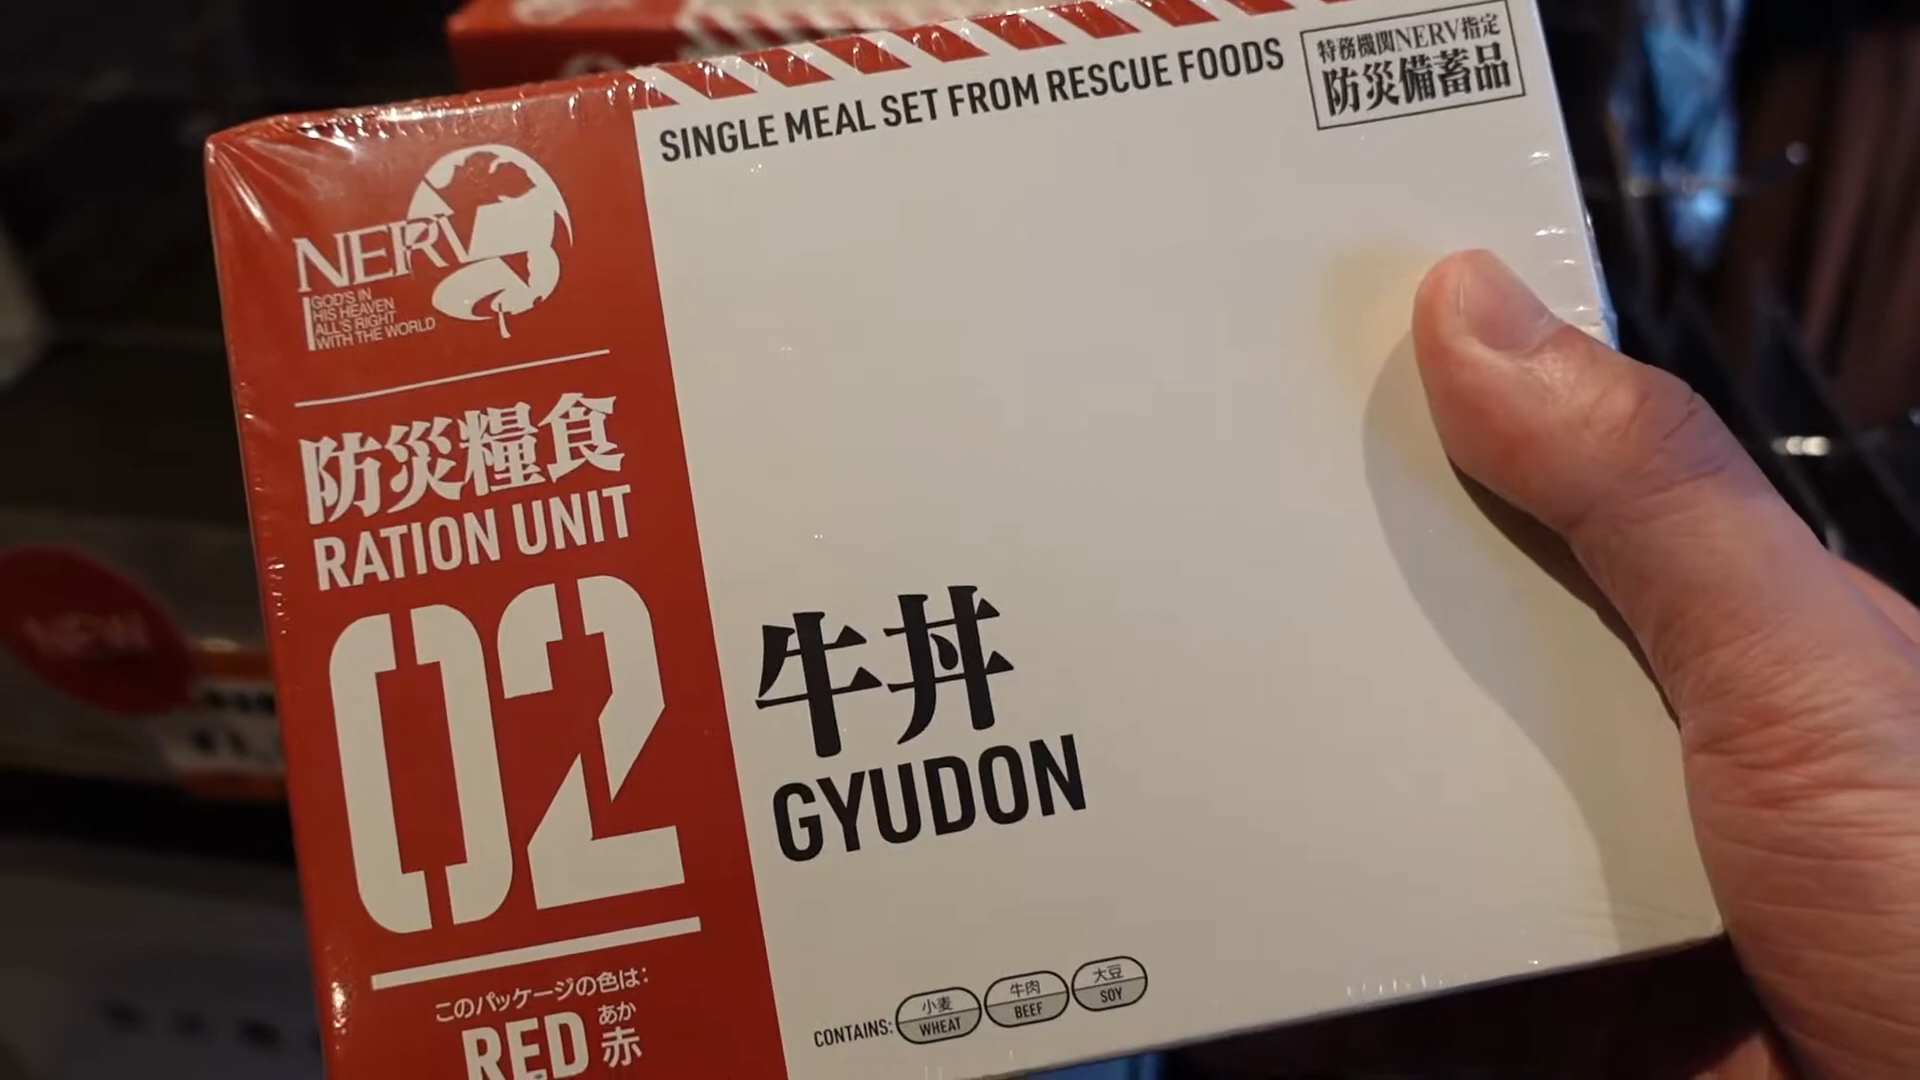 NERV
GOD'S IN
HIS HEAVEN
ALL'S RIGHT
WITH THE WORLD
防災糧食
RATION UNIT
02
このパッケージの色は:
RED 赤
あか
SINGLE MEAL SET FROM RESCUE FOODS
特務機関NERV指定
防災備蓄品
牛丼
GYUDON
CONTAINS:
小麦
WHEAT
牛肉
BEEF
大豆
SOY
NEW